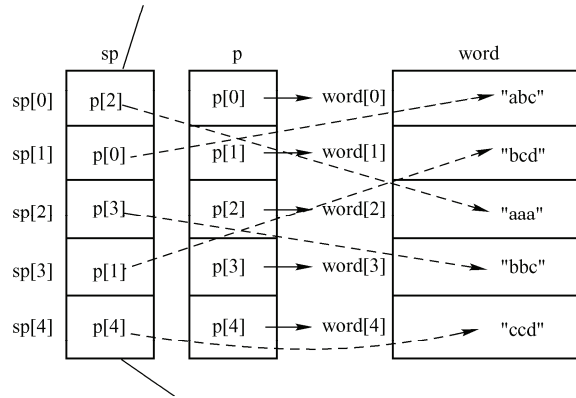 sp p word
sp[0] p[2] p[0] word[0] "abc"
sp[1] p[0] p[1] word[1] "bcd"
sp[2] p[3] p[2] word[2] "aaa"
sp[3] p[1] p[3] word[3] "bbc"
sp[4] p[4] p[4] word[4] "ccd"